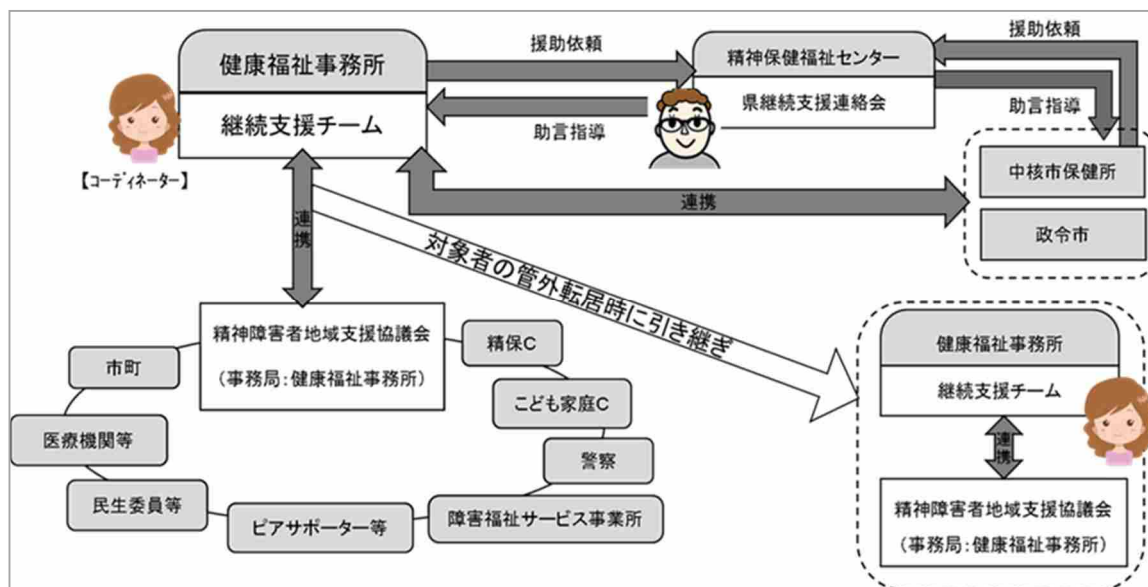 健康福祉事務所
継続支援チーム
【コーディネーター】
援助依頼
助言指導
精神保健福祉センター
県継続支援連絡会
援助依頼
助言指導
中核市保健所
政令市
連携
連携
対象者の管外転居時に引き継ぎ
精神障害者地域支援協議会
（事務局：健康福祉事務所）
市町
医療機関等
民生委員等
ピアサポーター等
障害福祉サービス事業所
警察
こども家庭C
精保C
健康福祉事務所
継続支援チーム
連携
精神障害者地域支援協議会
（事務局：健康福祉事務所）